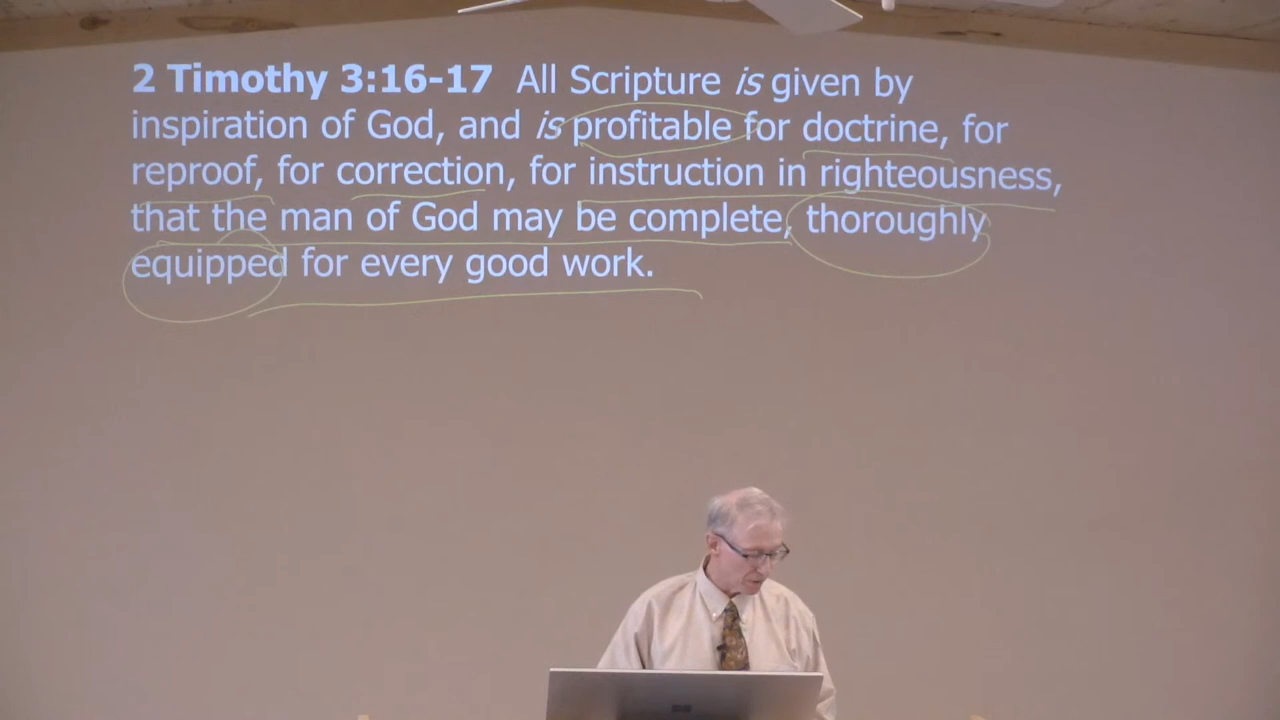 2 Timothy 3:16-17 All Scripture is given by
inspiration of God, and is profitable for doctrine, for
reproof, for correction, for instruction in righteousness,
that the man of God may be complete, thoroughly
equipped for every good work.